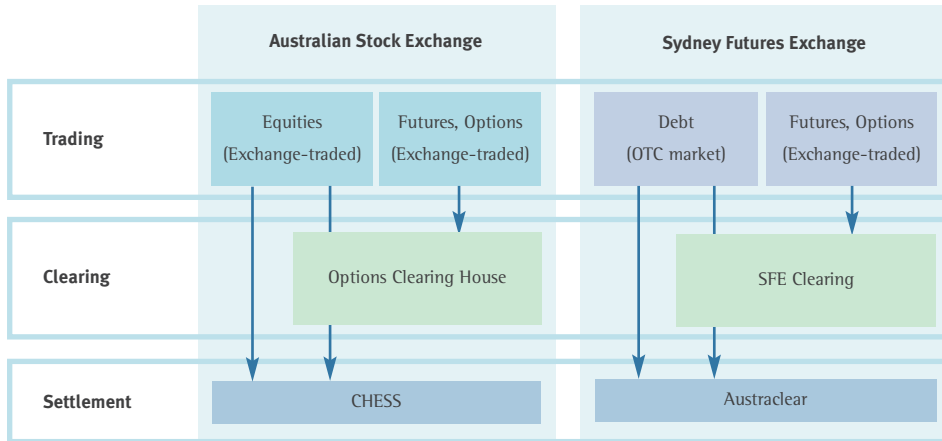 Australian Stock Exchange
Sydney Futures Exchange
Trading
Equities
(Exchange-traded)
Futures, Options
(Exchange-traded)
Debt
(OTC market)
Futures, Options
(Exchange-traded)
Clearing
Options Clearing House
SFE Clearing
Settlement
CHESS
Austraclear